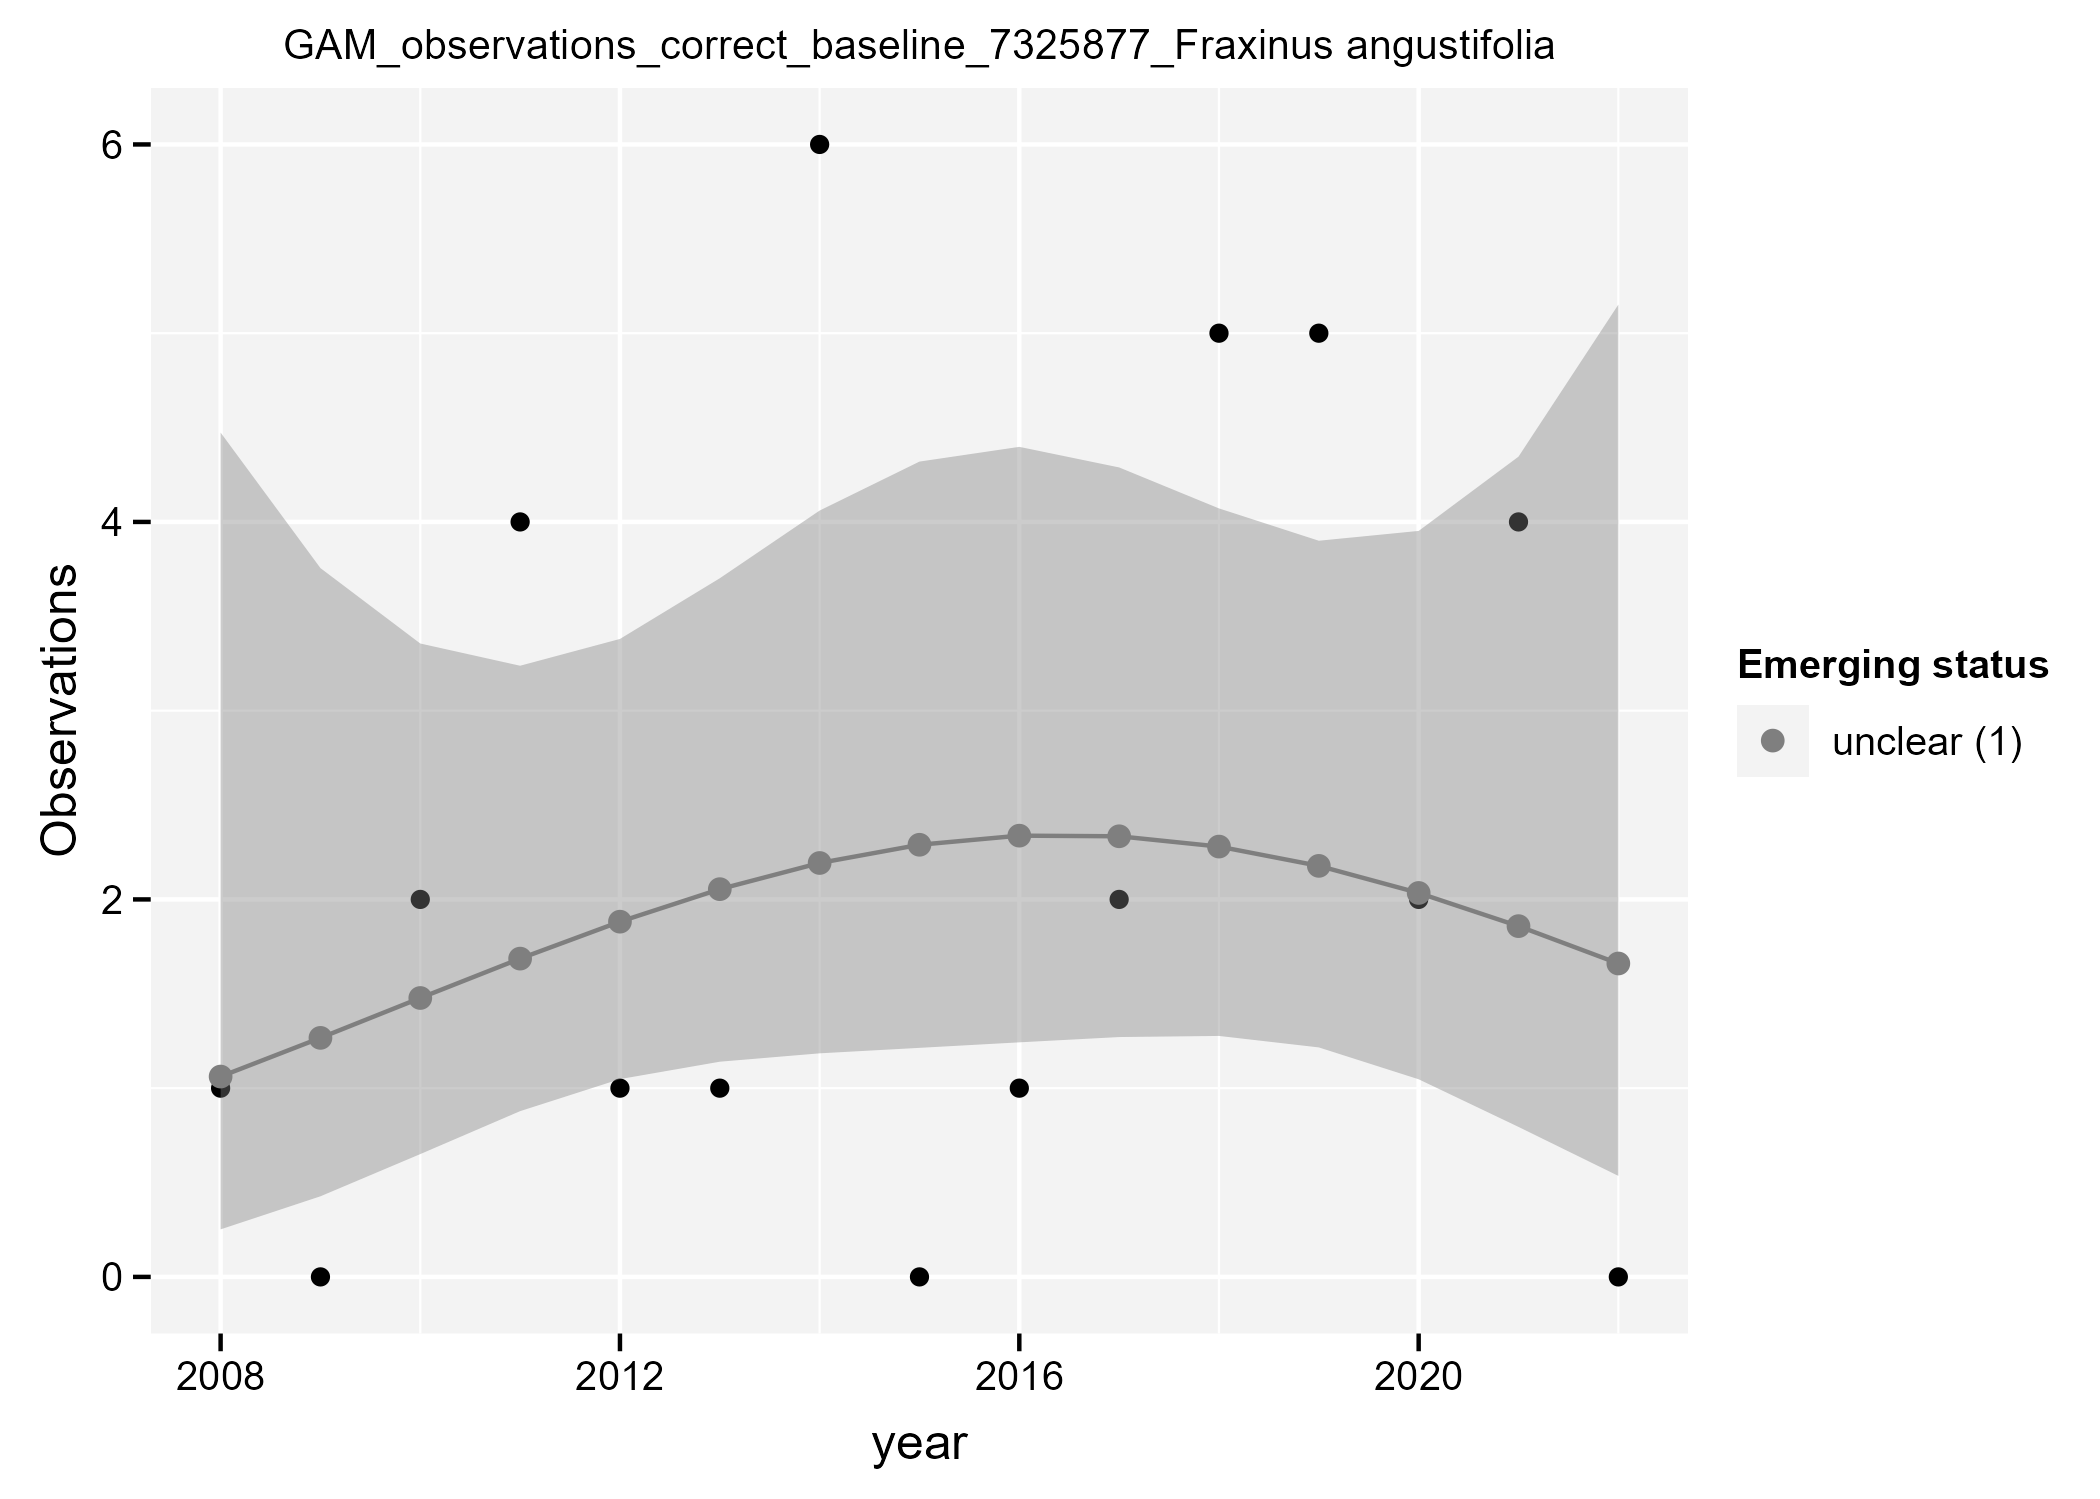 GAM_observations_correct_baseline_7325877_Fraxinus angustifolia
6
4
2
0
Observations
2008
2012
2016
2020
year
Emerging status
unclear (1)